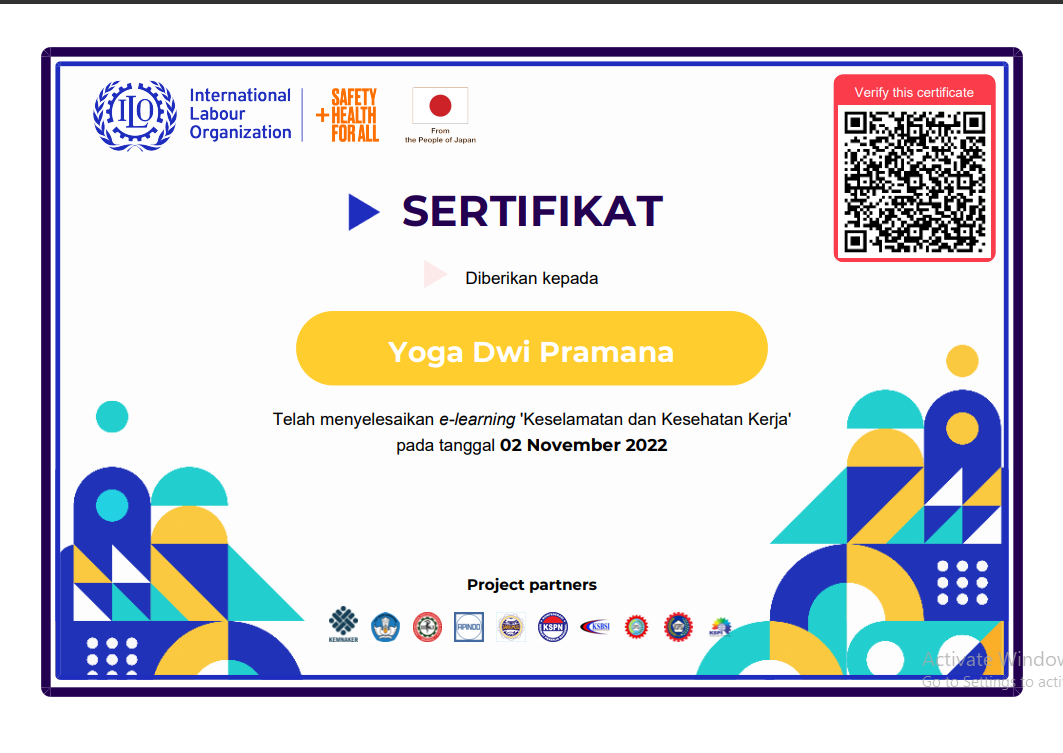 ILO
International
Labour
Organization
SAFETY
+HEALTH
FOR ALL
From
the People of Japan
Verify this certificate
SERTIFIKAT
Diberikan kepada
Yoga Dwi Pramana
Telah menyelesaikan e-learning 'Keselamatan dan Kesehatan Kerja'
pada tanggal 02 November 2022
Project partners
KEMNAKER
APINDO
KSPN
KSBSI
Activate Window
Go to Settings to acti